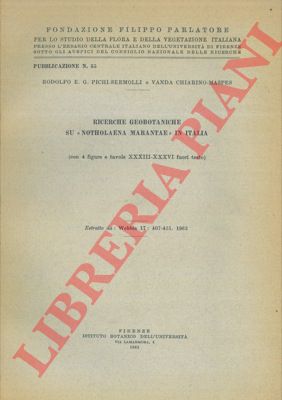 FONDAZIONE FILIPPO PARLATORE
PER LO STUDIO DELLA FLORA E DELLA VEGETAZIONE ITALIANA
PRESSO L'ERBARIO CENTRALE ITALIANO DELL'UNIVERSITÀ DI FIRENZE
SOTTO GLI AUSPICI DEL CONSIGLIO NAZIONALE DELLE RICERCHE
PUBBLICAZIONE N. 45
RODOLFO E. G. PICHI-SERMOLLI e VANDA CHIARINO-MASPES
RICERCHE GEOBOTANICHE
SU «NOTHOLAENA MARANTAE» IN ITALIA
(con 4 figure e tavole XXXIII-XXXVI fuori testo)
Estratto da: Webbia 17: 407-451. 1963
FIRENZE
ISTITUTO BOTANICO DELL'UNIVERSITÀ
VIA LAMARMORA, 4
1963
LIBRERIA PIANI